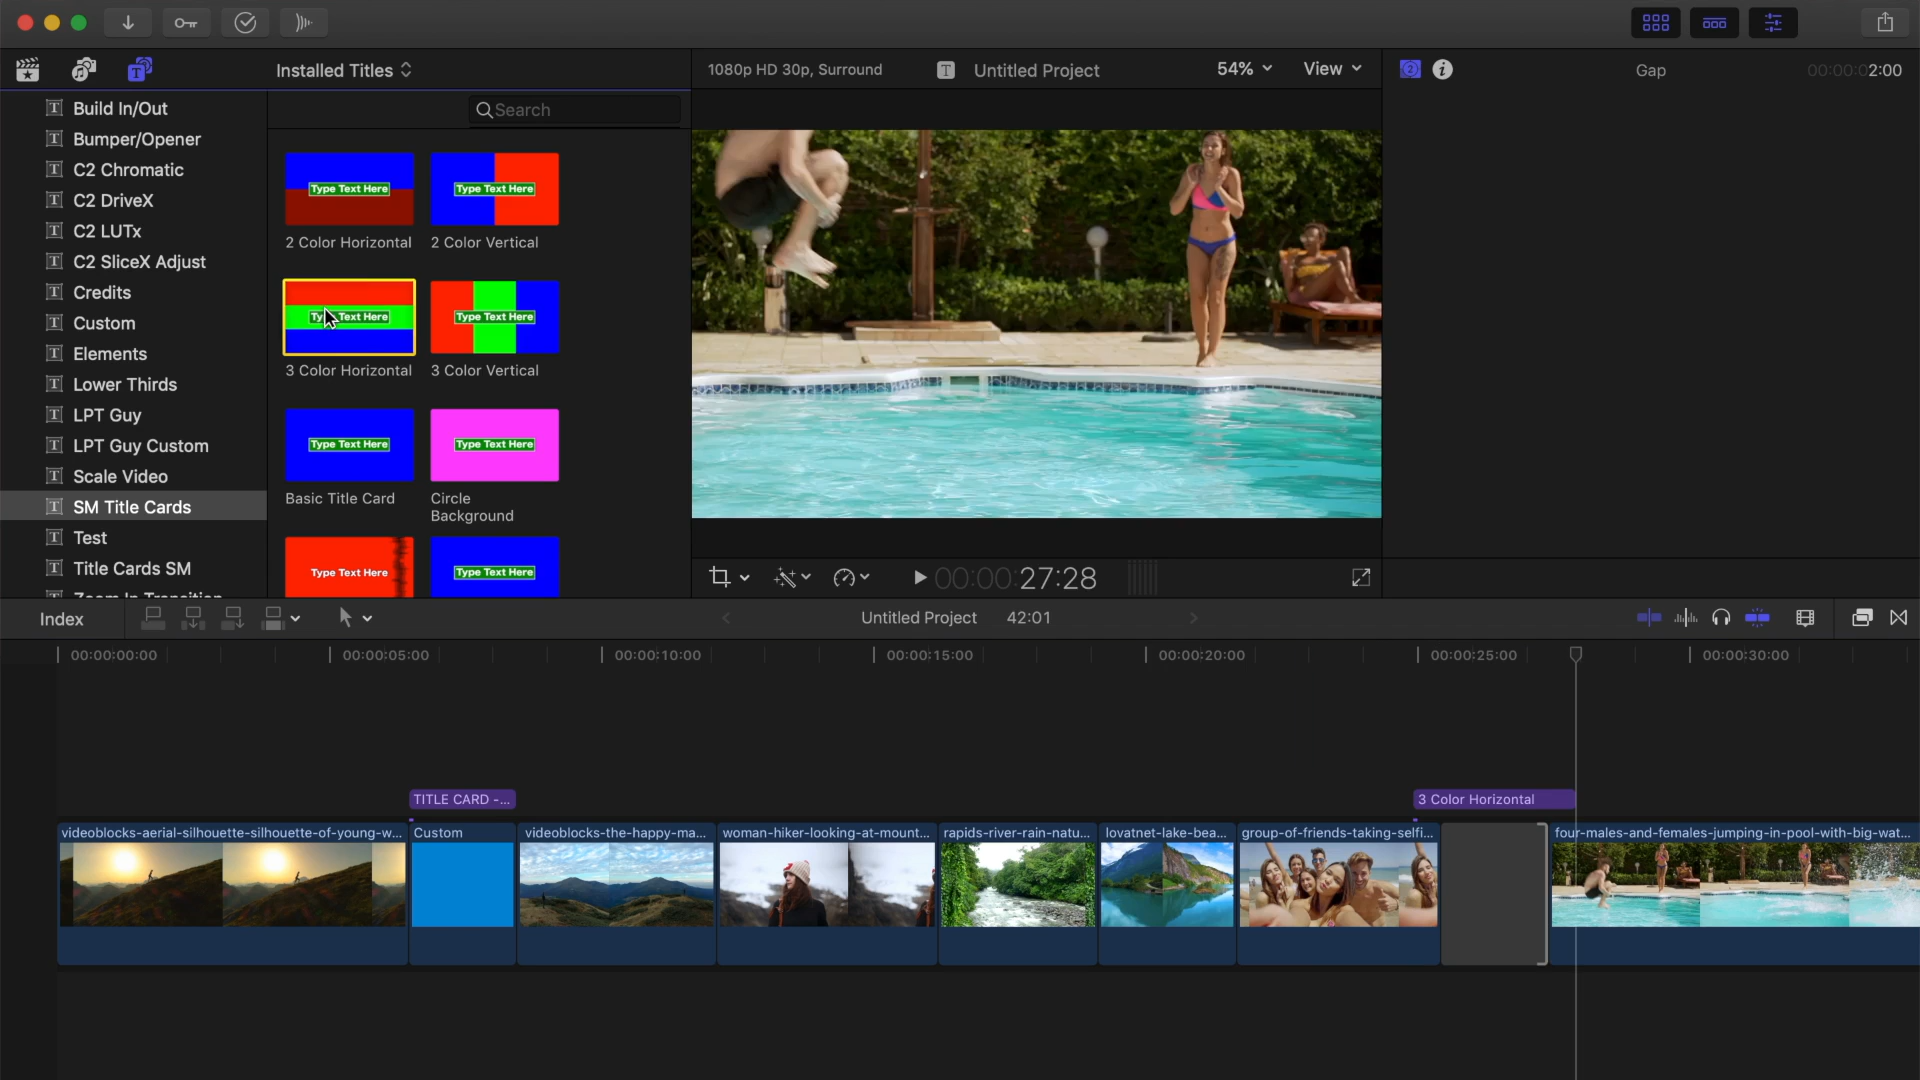 Installed Titles
1080p HD 30p, Surround
Untitled Project
54%
View
Gap
00:00:02:00
Build In/Out
Bumper/Opener
C2 Chromatic
C2 DriveX
C2 LUTx
C2 SliceX Adjust
Credits
Custom
Elements
Lower Thirds
LPT Guy
LPT Guy Custom
Scale Video
SM Title Cards
Test
Title Cards SM
Zoom In Transition
Search
Type Text Here
Type Text Here
2 Color Horizontal
2 Color Vertical
Type Text Here
Type Text Here
3 Color Horizontal
3 Color Vertical
Type Text Here
Type Text Here
Basic Title Card
Circle
Background
Type Text Here
Type Text Here
00:00:27:28
Index
Untitled Project
42:01
00:00:00:00
00:00:05:00
00:00:10:00
00:00:15:00
00:00:20:00
00:00:25:00
00:00:30:00
TITLE CARD -...
3 Color Horizontal
videoblocks-aerial-silhouette-silhouette-of-young-w...
Custom
videoblocks-the-happy-ma...
woman-hiker-looking-at-mount...
rapids-river-rain-natu...
lovatnet-lake-bea...
group-of-friends-taking-selfi...
four-males-and-females-jumping-in-pool-with-big-wat...